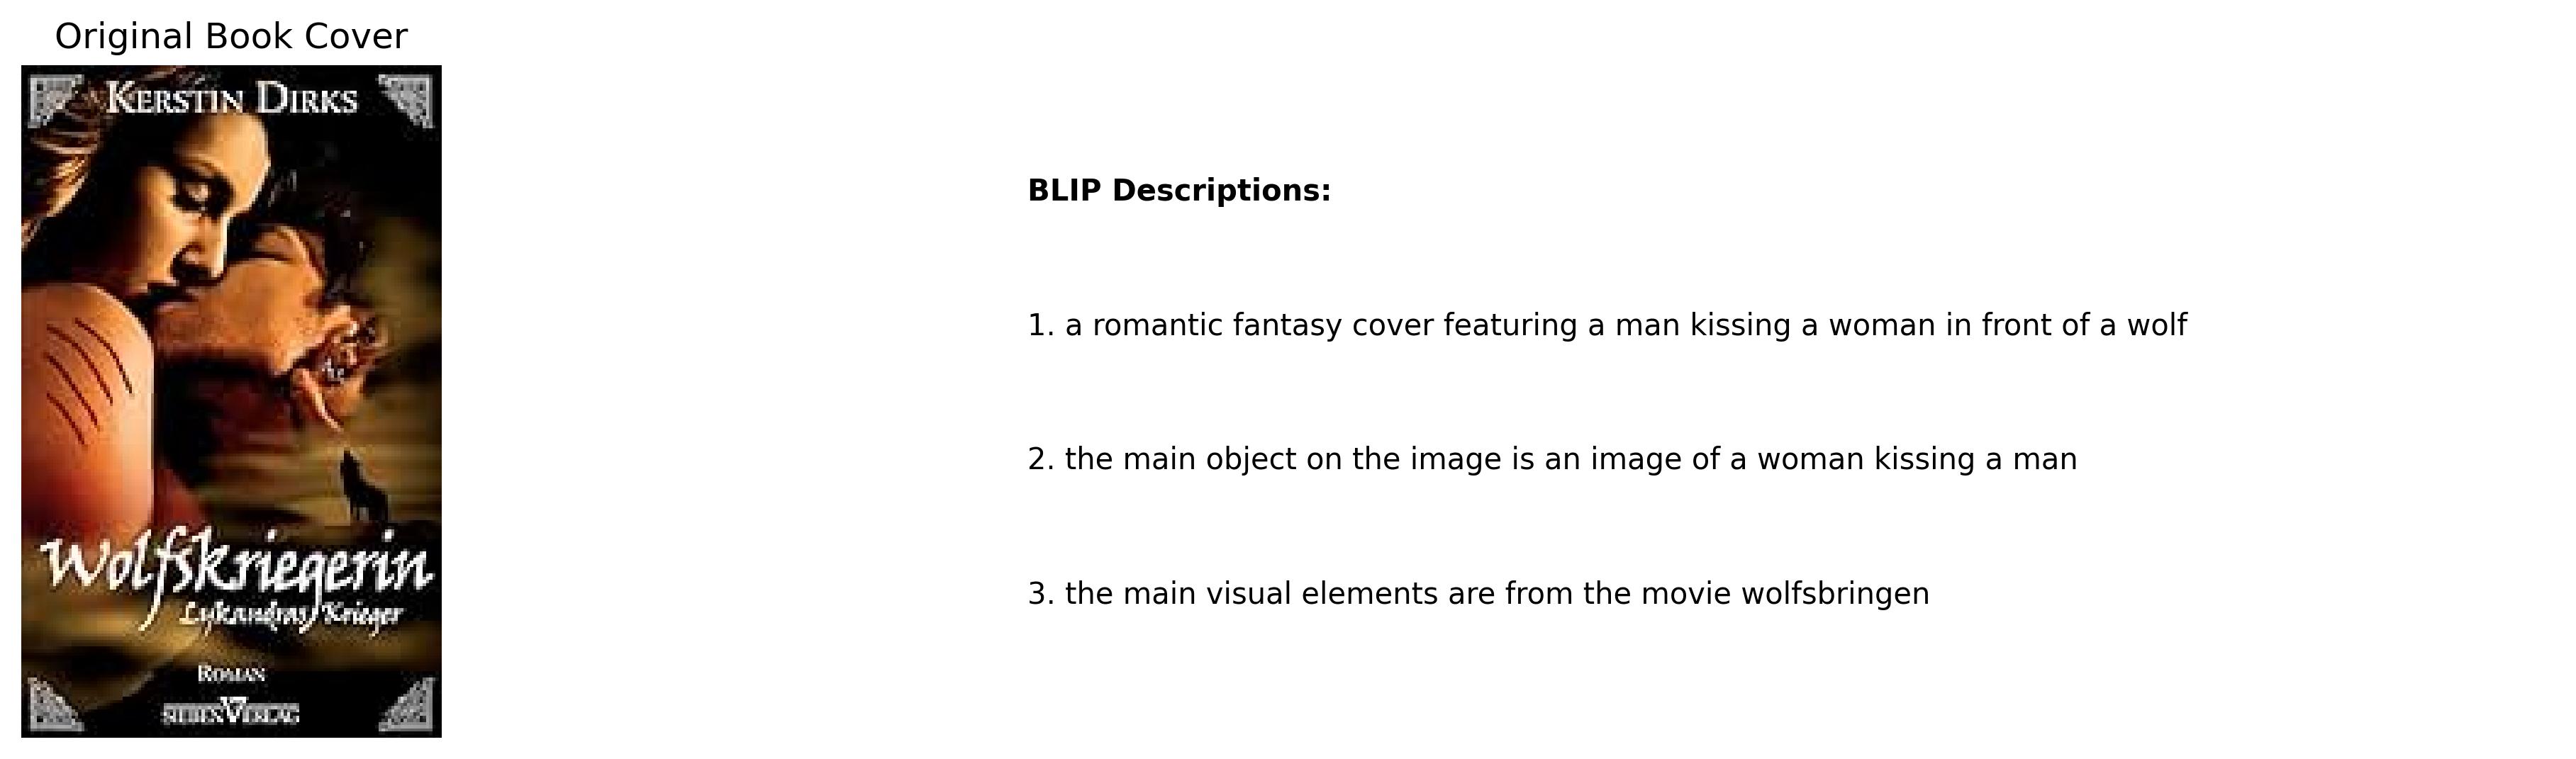 Original Book Cover
KERSTIN DIRKS
Wolfskriegerin
Lykandras Krieger
ROMAN
SIEBEN VERLAG
BLIP Descriptions:
1. a romantic fantasy cover featuring a man kissing a woman in front of a wolf
2. the main object on the image is an image of a woman kissing a man
3. the main visual elements are from the movie wolfsbringen